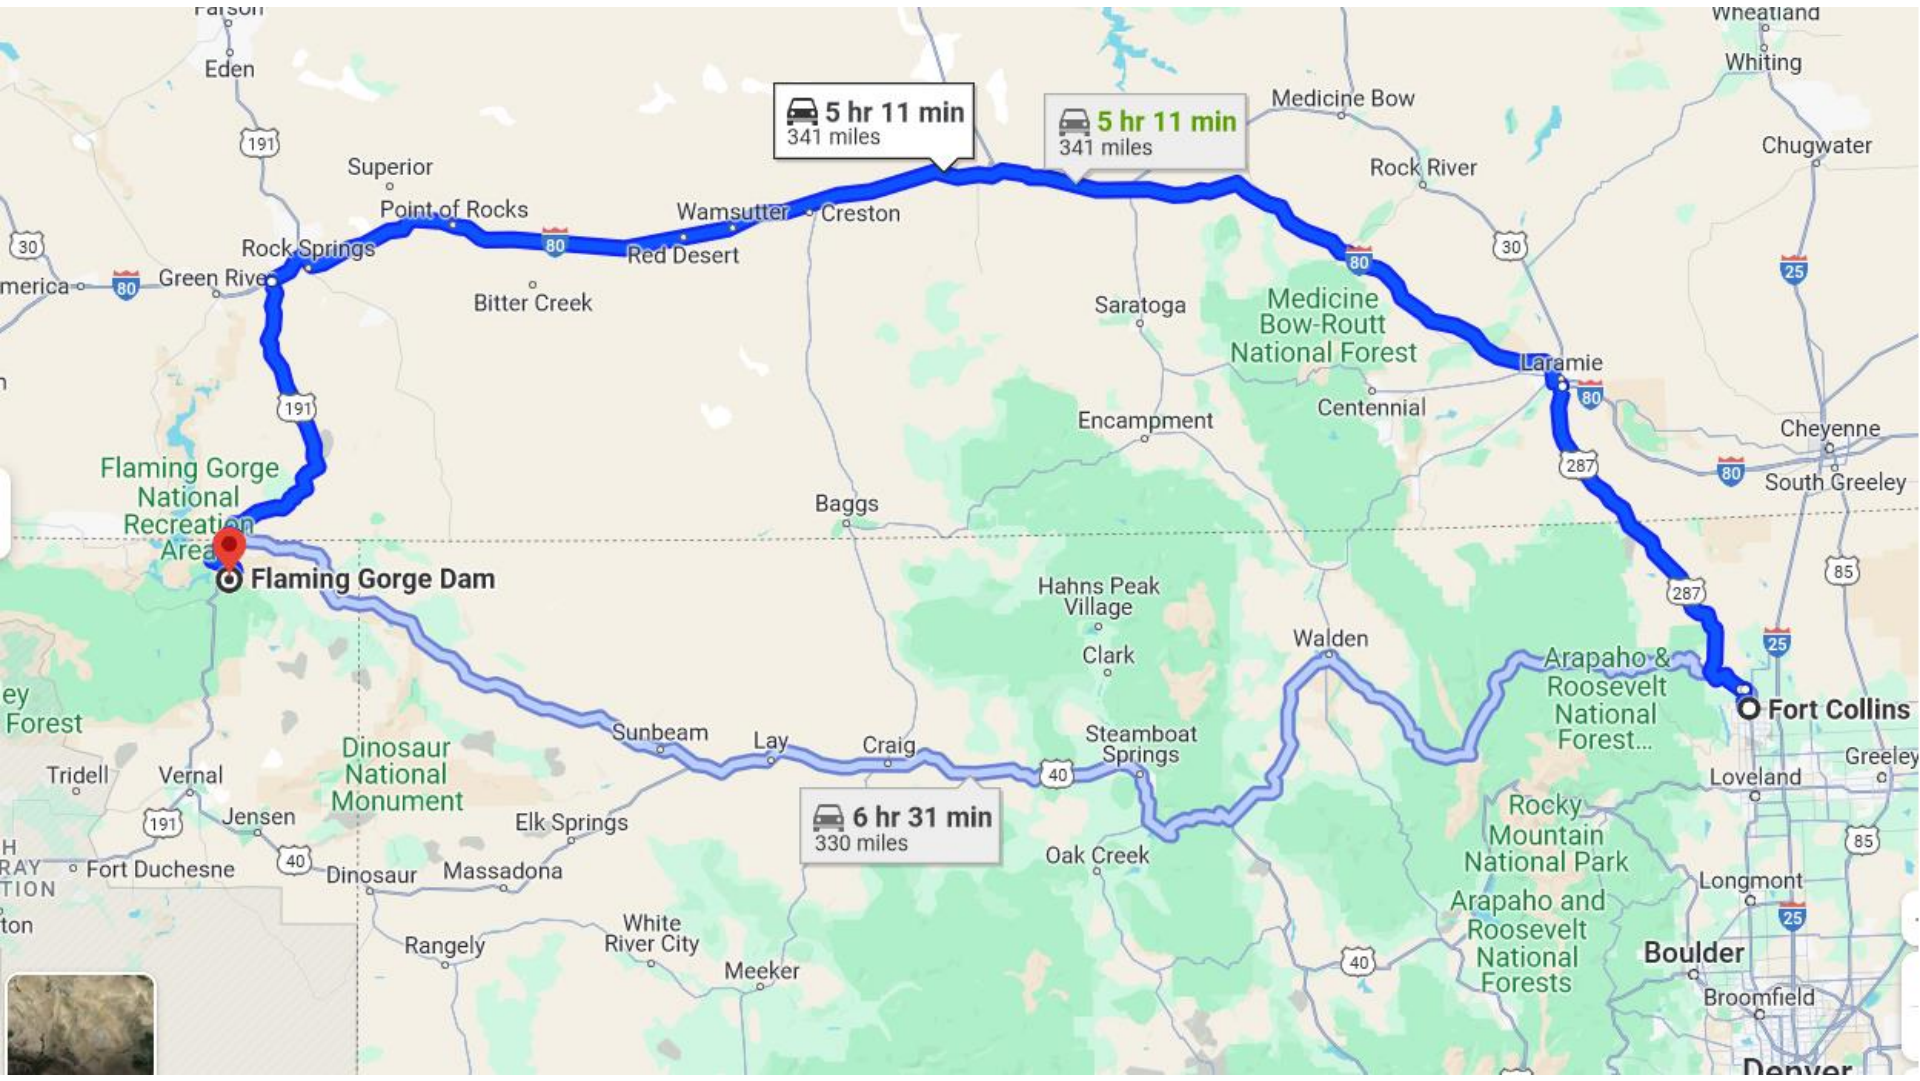 Farson
Wheatland
Eden
Whiting
5 hr 11 min
341 miles
5 hr 11 min
341 miles
Medicine Bow
191
Chugwater
Superior
Rock River
Point of Rocks
Wamsutter
Creston
30
Rock Springs
80
Red Desert
30
80
25
merica
80
Green River
Bitter Creek
Saratoga
Medicine
Bow-Routt
National Forest
Laramie
80
191
Centennial
Encampment
Cheyenne
287
80
South Greeley
Flaming Gorge
National
Recreation
Area
Baggs
Flaming Gorge Dam
85
Hahns Peak
Village
287
Walden
25
Clark
Arapaho &
Roosevelt
National
Forest...
ey
Forest
Fort Collins
Sunbeam
Lay
Craig
Steamboat
Springs
40
Dinosaur
National
Monument
Greeley
Tridell
Vernal
Loveland
6 hr 31 min
330 miles
Rocky
Mountain
National Park
191
Jensen
Elk Springs
85
H
RAY
TION
40
Fort Duchesne
Dinosaur
Massadona
Oak Creek
Longmont
Arapaho and
Roosevelt
National
Forests
25
ton
White
River City
Rangely
Boulder
40
Meeker
Broomfield
Denver